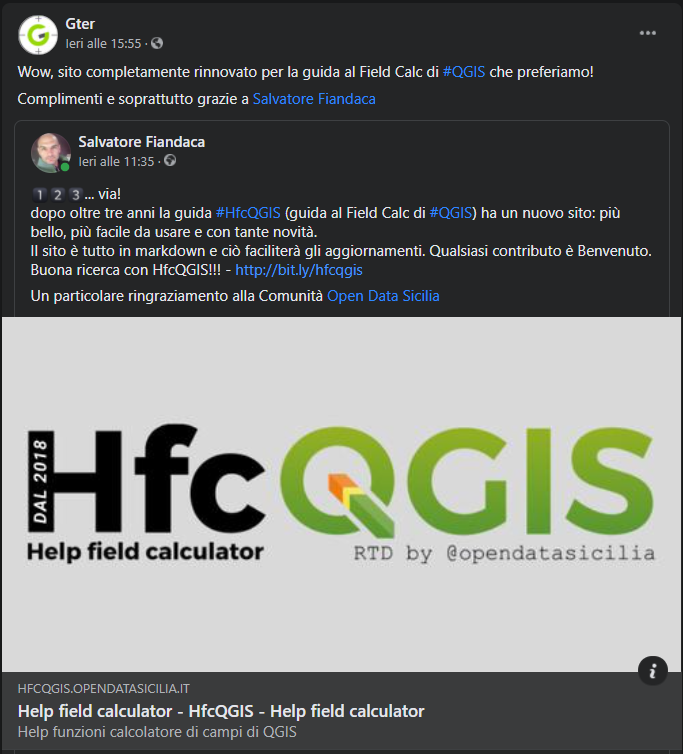 Gter
Ieri alle 15:55 ·
Wow, sito completamente rinnovato per la guida al Field Calc di #QGIS che preferiamo!
Complimenti e soprattutto grazie a Salvatore Fiandaca
Salvatore Fiandaca
Ieri alle 11:35 ·
1 2 3... via!
dopo oltre tre anni la guida #HfcQGIS (guida al Field Calc di #QGIS) ha un nuovo sito: più
bello, più facile da usare e con tante novità.
Il sito è tutto in markdown e ciò faciliterà gli aggiornamenti. Qualsiasi contributo è Benvenuto.
Buona ricerca con HfcQGIS!!! - http://bit.ly/hfcqgis
Un particolare ringraziamento alla Comunità Open Data Sicilia
DAL 2018
HfcQGIS
Help field calculator
RTD by @opendatasicilia
HFCQGIS.OPENDATASICILIA.IT
Help field calculator - HfcQGIS - Help field calculator
Help funzioni calcolatore di campi di QGIS